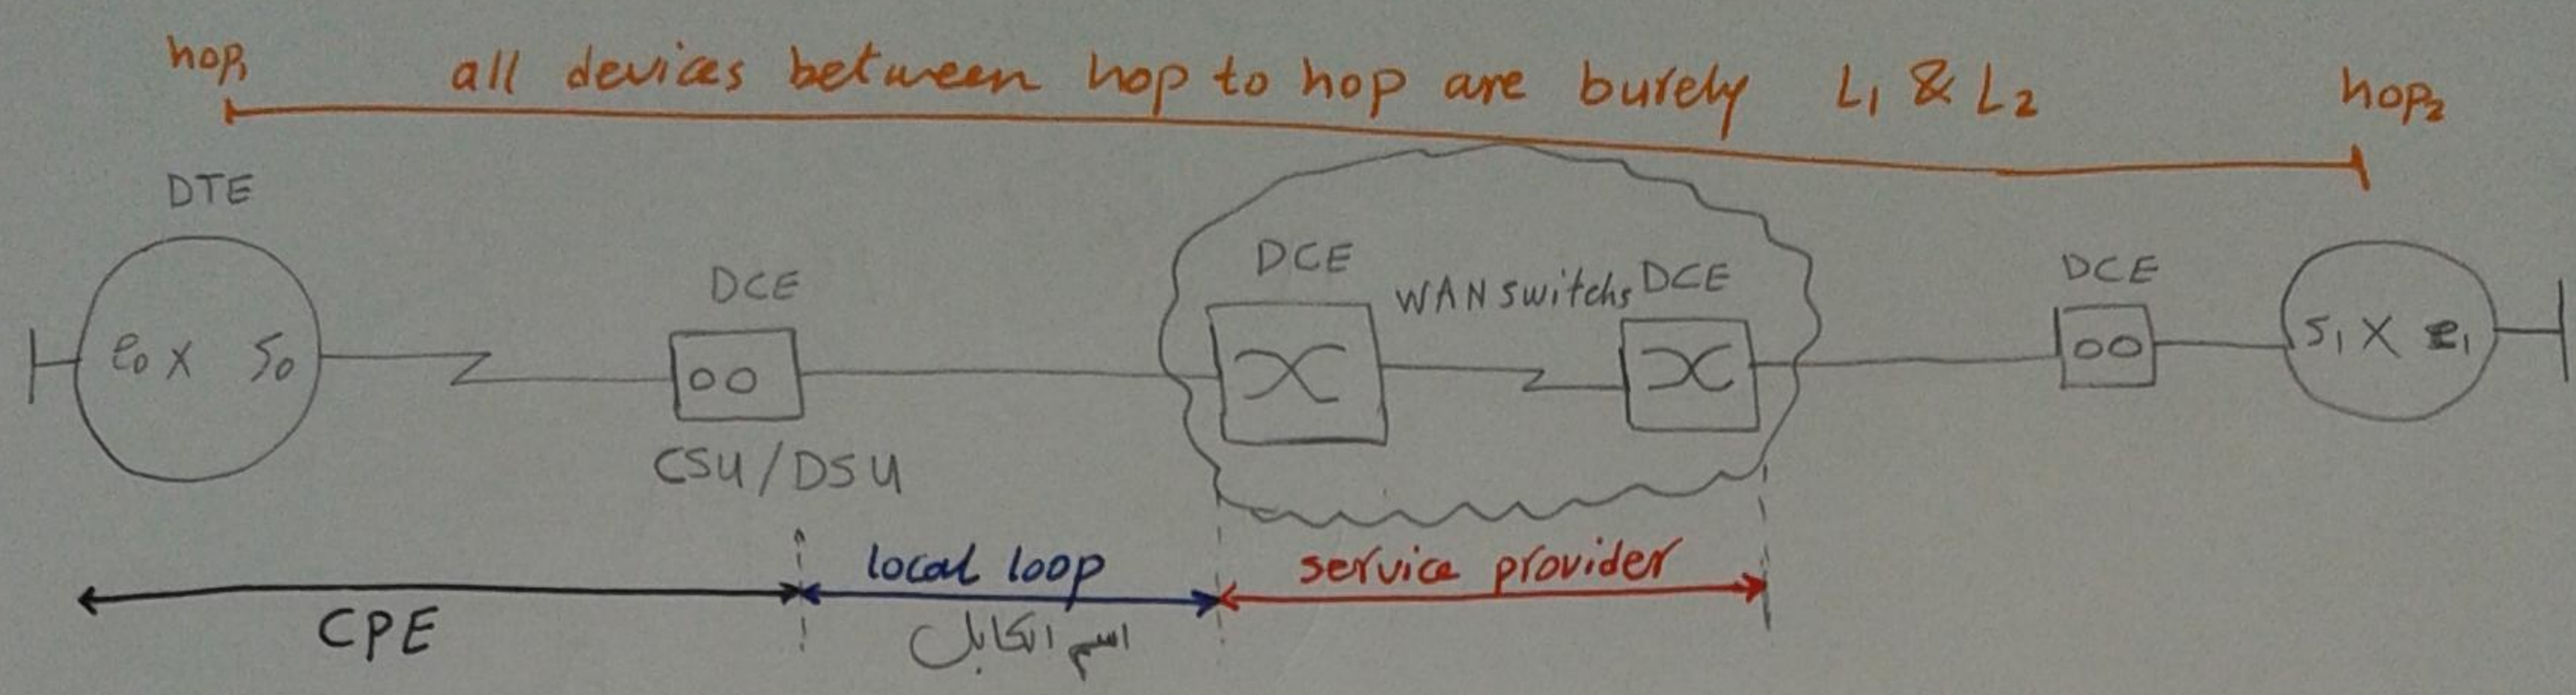 hop₁ all devices between hop to hop are burely L₁ & L₂ hop₂
DTE
DCE
DCE
WAN switchs
DCE
DCE
e₀ X S₀
S₁ X e₁
CSU/DSU
local loop
service provider
CPE
اسم الكابل